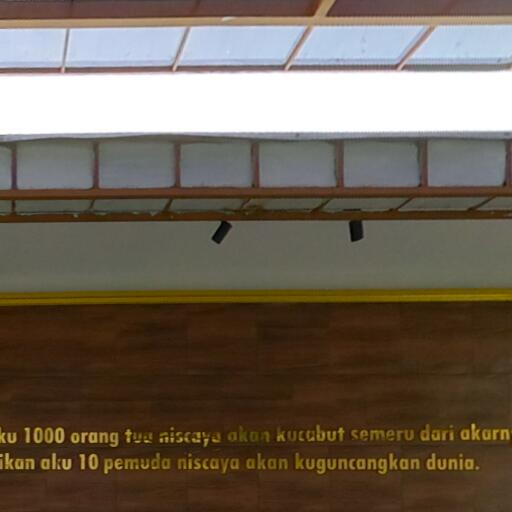 ku 1000 orang tua niscaya akan kucabut semeru dari akarn
ikan aku 10 pemuda niscaya akan kuguncangkan dunia.